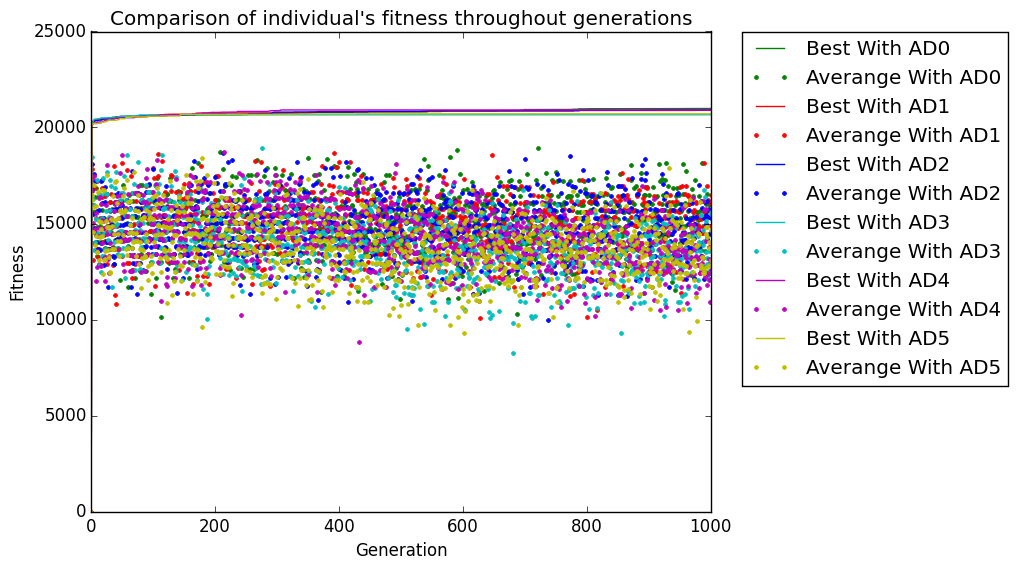 Comparison of individual's fitness throughout generations
25000
20000
15000
10000
5000
0
Fitness
0 200 400 600 800 1000
Generation
Best With AD0
Averange With AD0
Best With AD1
Averange With AD1
Best With AD2
Averange With AD2
Best With AD3
Averange With AD3
Best With AD4
Averange With AD4
Best With AD5
Averange With AD5